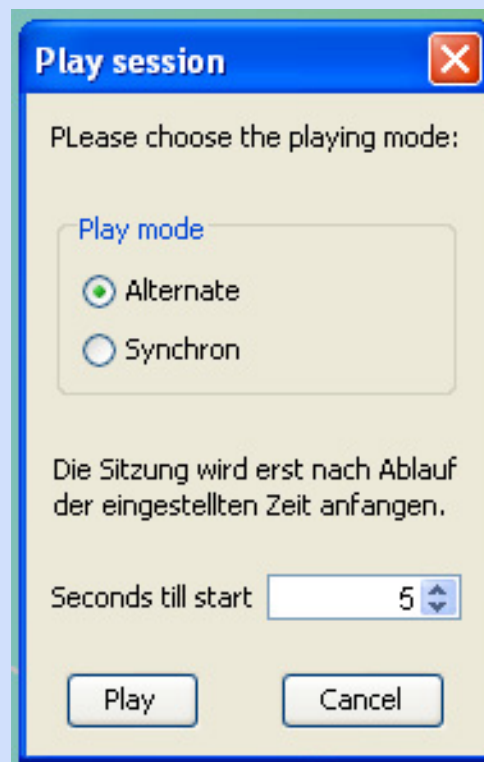 Play session
PLease choose the playing mode:
Play mode
Alternate
Synchron
Die Sitzung wird erst nach Ablauf
der eingestellten Zeit anfangen.
Seconds till start 5
Play Cancel